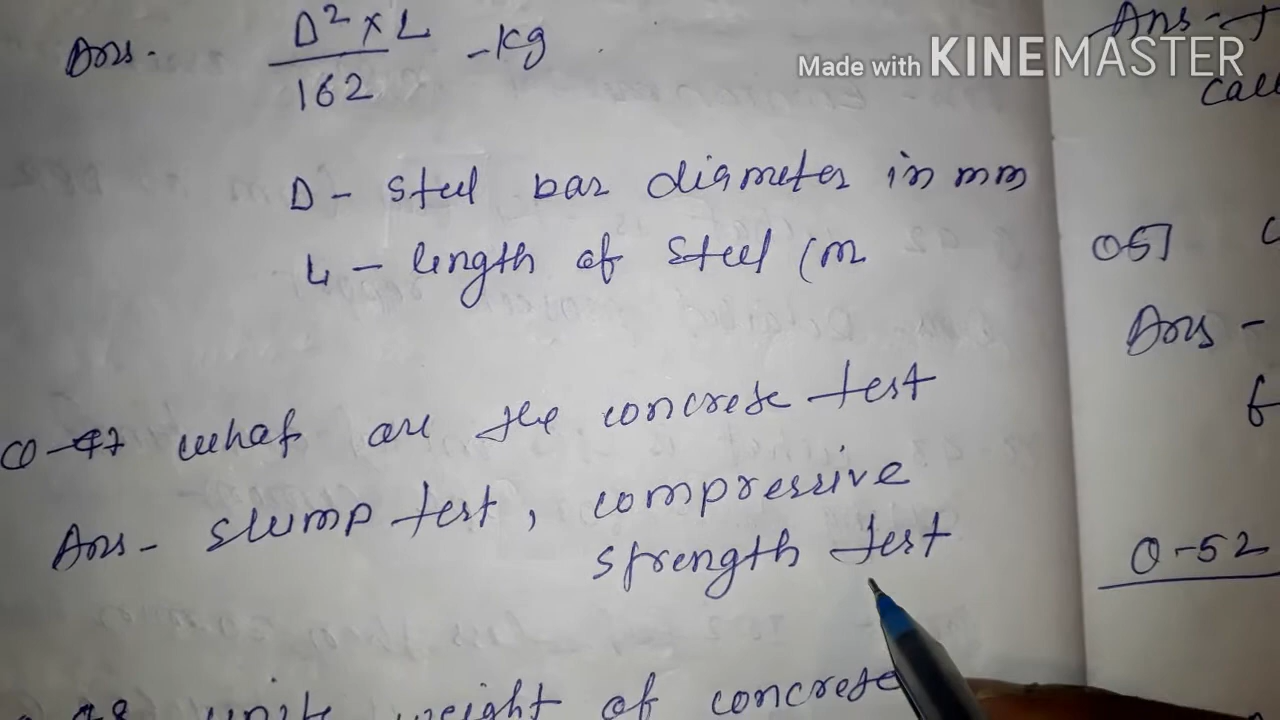 Ans. D² × L
162 - kg
D - Steel bar diameter in mm
L - length of steel (m
Q-47 what are the concrete test
Ans - slump test, compressive
strength test
unit weight of concrete
Made with KINEMASTER
Ans -
call
Q51
Ans -
Q-52